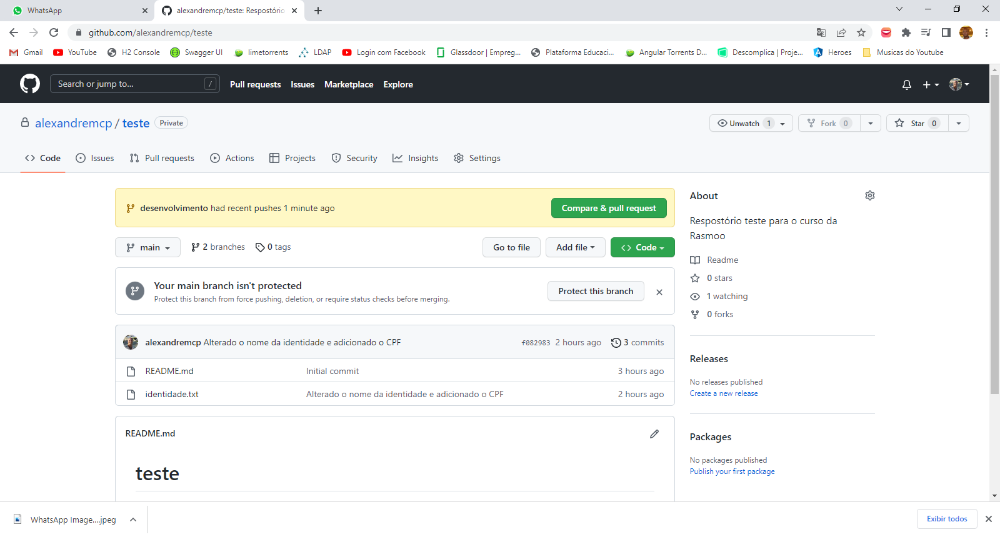 WhatsApp
alexandremcp/teste: Respostório
github.com/alexandremcp/teste
Gmail YouTube H2 Console Swagger UI limetorrents LDAP Login com Facebook Glassdoor | Empreg... Plataforma Educaci... Angular Torrents D... Descomplica | Proje... Heroes Musicas do Youtube
Search or jump to... / Pull requests Issues Marketplace Explore
alexandremcp / teste Private Unwatch 1 Fork 0 Star 0
Code Issues Pull requests Actions Projects Security Insights Settings
desenvolvimento had recent pushes 1 minute ago Compare & pull request
main 2 branches 0 tags Go to file Add file Code
Your main branch isn't protected
Protect this branch from force pushing, deletion, or require status checks before merging.
Protect this branch
alexandremcp Alterado o nome da identidade e adicionado o CPF f082983 2 hours ago 3 commits
README.md Initial commit 3 hours ago
identidade.txt Alterado o nome da identidade e adicionado o CPF 2 hours ago
README.md
teste
About
Respostório teste para o curso da
Rasmoo
Readme
0 stars
1 watching
0 forks
Releases
No releases published
Create a new release
Packages
No packages published
Publish your first package
WhatsApp Image....jpeg Exibir todos